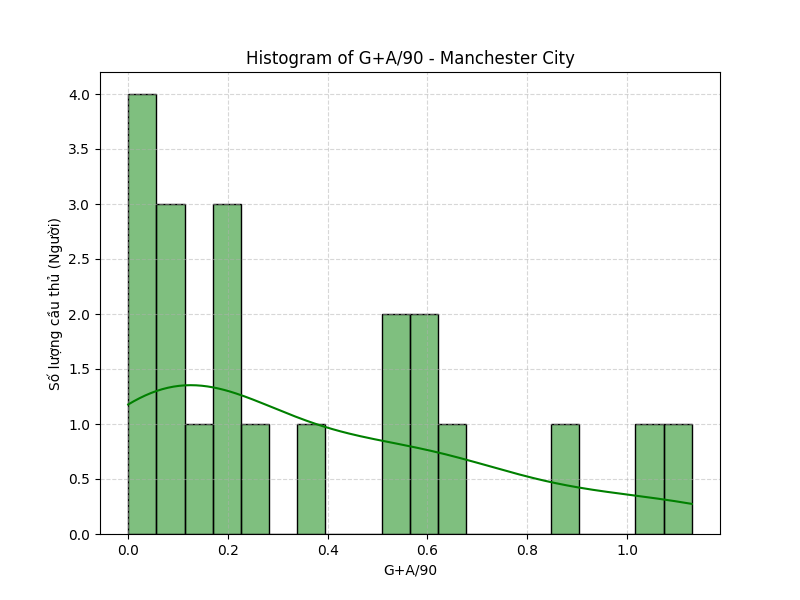 Histogram of G+A/90 - Manchester City
4.0
3.5
3.0
2.5
2.0
1.5
1.0
0.5
0.0
Số lượng cầu thủ (Người)
0.0 0.2 0.4 0.6 0.8 1.0
G+A/90